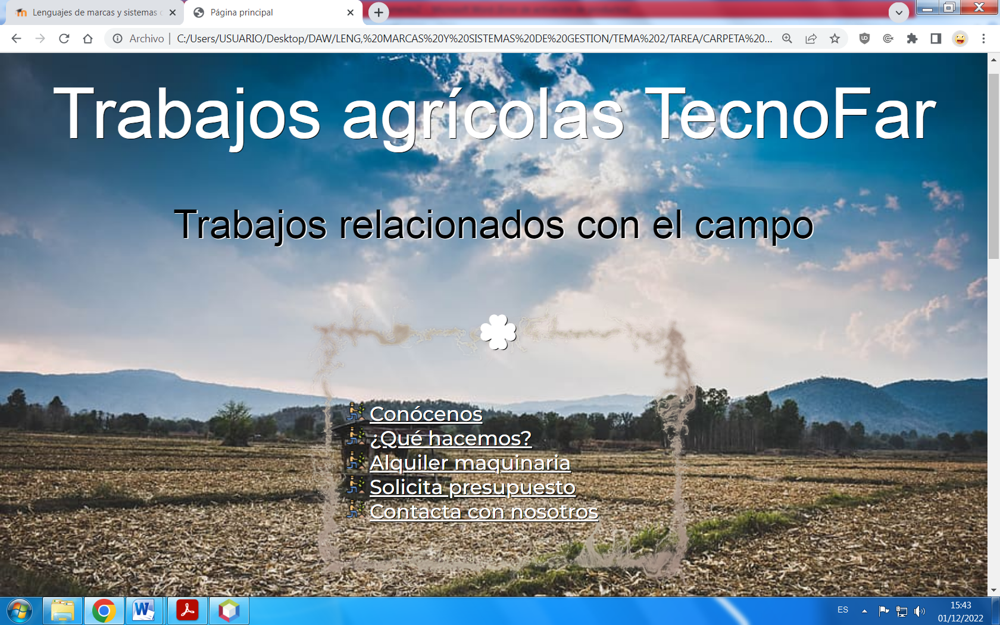 Lenguajes de marcas y sistemas
Página principal
Archivo
C:/Users/USUARIO/Desktop/DAW/LENG,%20MARCAS%20Y%20SISTEMAS%20DE%20GESTION/TEMA%202/TAREA/CARPETA%20...
Trabajos agrícolas TecnoFar
Trabajos relacionados con el campo
Conócenos
¿Qué hacemos?
Alquiler maquinaria
Solicita presupuesto
Contacta con nosotros
ES
15:43
01/12/2022